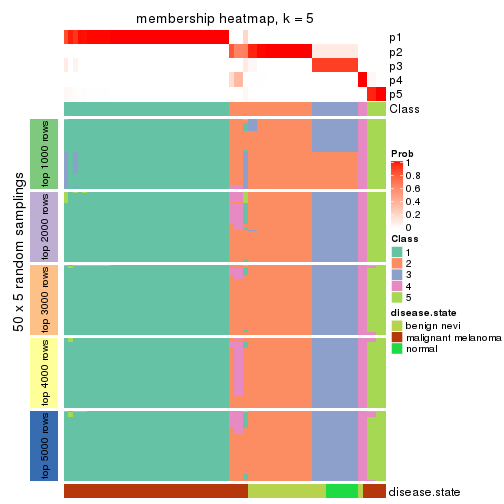 membership heatmap, k = 5
p1
p2
p3
p4
p5
Class
50 x 5 random samplings
top 1000 rows
top 2000 rows
top 3000 rows
top 4000 rows
top 5000 rows
disease.state
Prob
1
0.8
0.6
0.4
0.2
0
Class
1
2
3
4
5
disease.state
benign nevi
malignant melanoma
normal